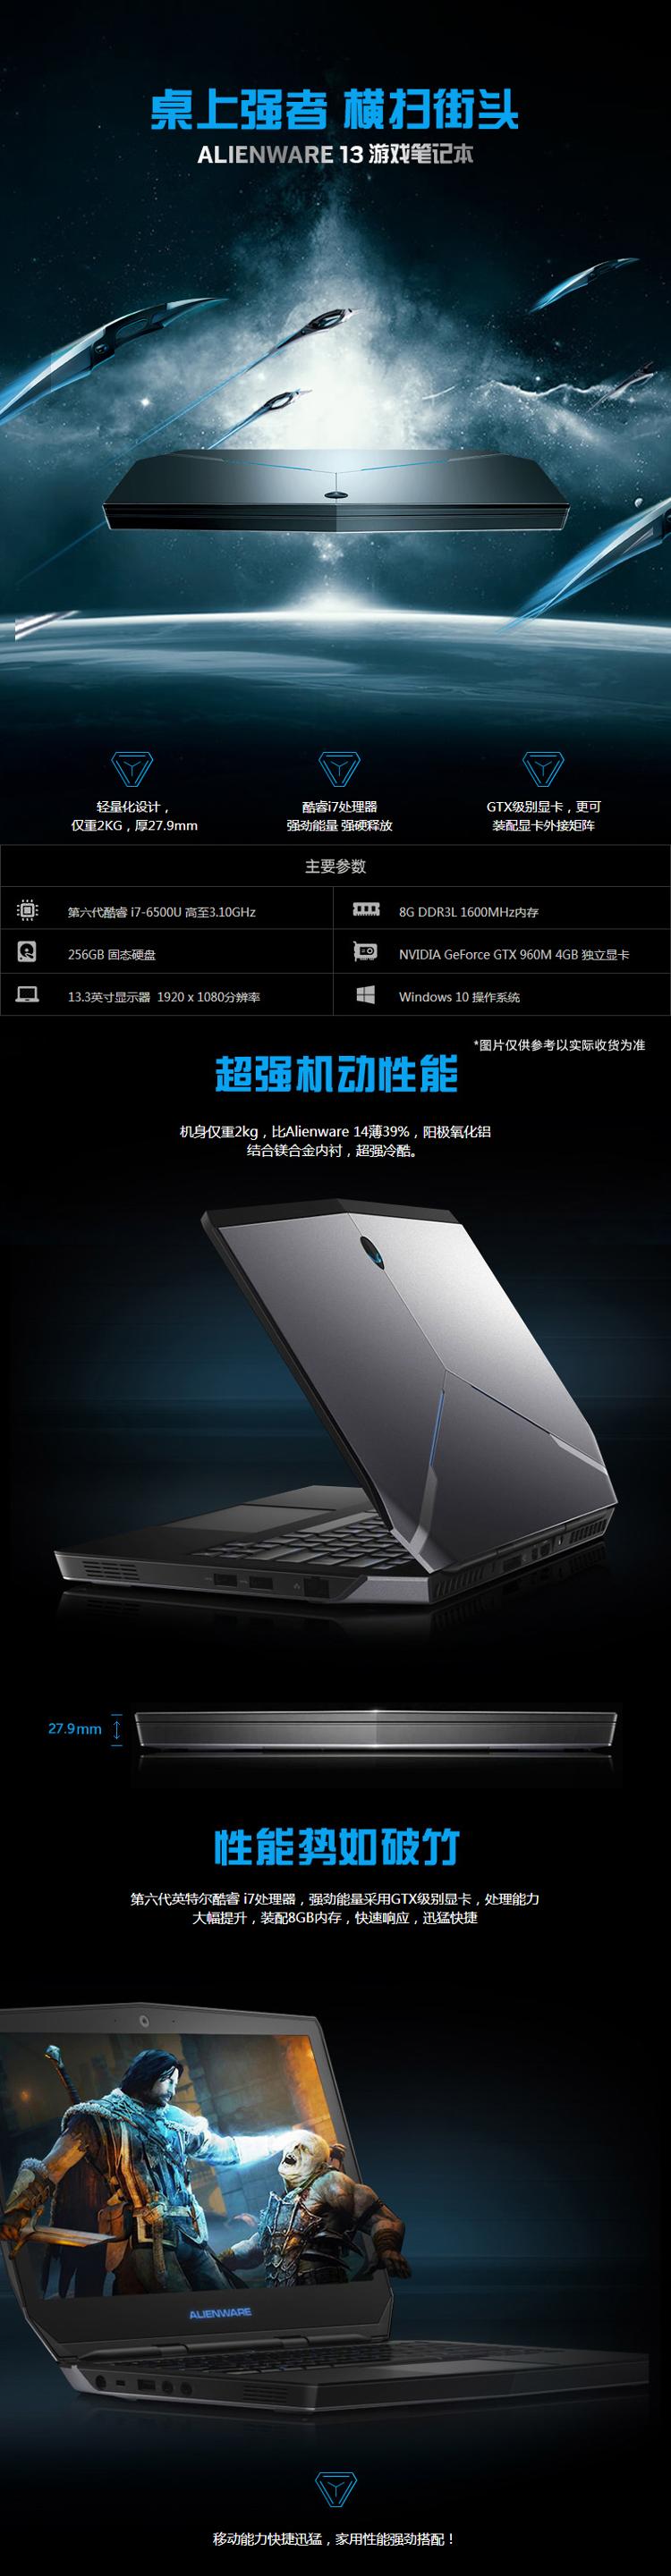 桌上强者 横扫街头
ALIENWARE 13 游戏笔记本
轻量化设计，
仅重2KG，厚27.9mm
酷睿i7处理器
强劲能量 强硬释放
GTX级别显卡，更可
装配显卡外接矩阵
主要参数
第六代酷睿 i7-6500U 高至3.10GHz
8G DDR3L 1600MHz内存
256GB 固态硬盘
NVIDIA GeForce GTX 960M 4GB 独立显卡
13.3英寸显示器 1920 x 1080分辨率
Windows 10 操作系统
*图片仅供参考以实际收货为准
超强机动性能
机身仅重2kg，比Alienware 14薄39%，阳极氧化铝
结合镁合金内衬，超强冷酷。
27.9mm
性能势如破竹
第六代英特尔酷睿 i7处理器，强劲能量采用GTX级别显卡，处理能力
大幅提升，装配8GB内存，快速响应，迅猛快捷
ALIENWARE
移动能力快捷迅猛，家用性能强劲搭配！